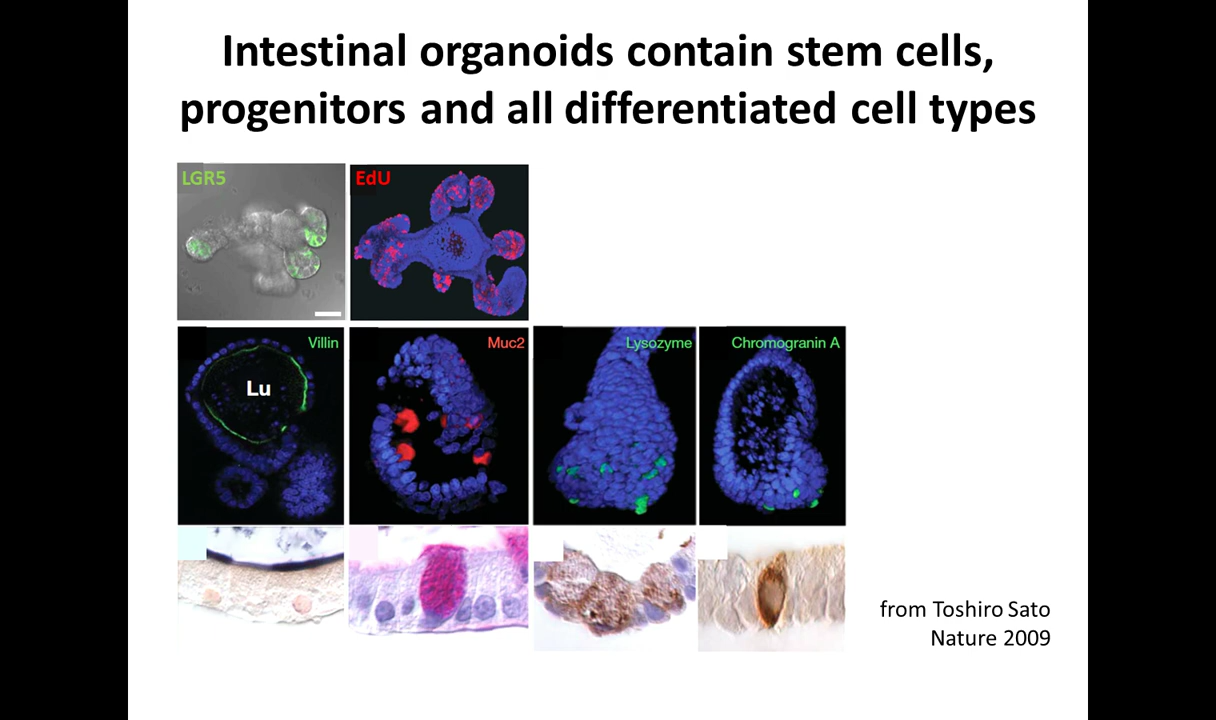 Intestinal organoids contain stem cells,
progenitors and all differentiated cell types
LGR5
EdU
Villin
Lu
Muc2
Lysozyme
Chromogranin A
from Toshiro Sato
Nature 2009